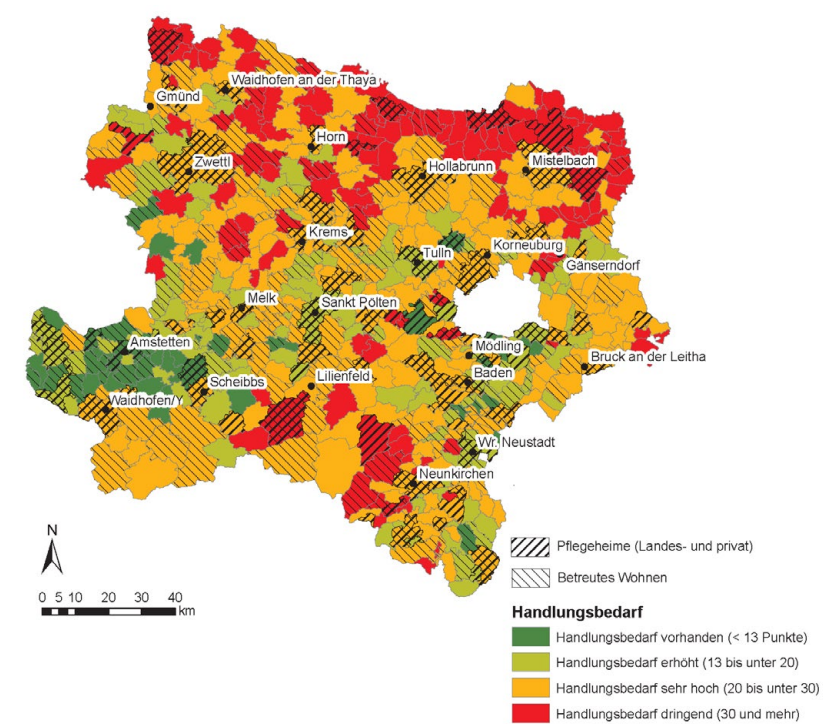 Waidhofen an der Thaya
Gmünd
Horn
Zwettl
Hollabrunn
Mistelbach
Krems
Tulln
Korneuburg
Gänserndorf
Melk
Sankt Pölten
Amstetten
Mödling
Bruck an der Leitha
Scheibbs
Lilienfeld
Baden
Waidhofen/Y
Wr. Neustadt
Neunkirchen
N
0 5 10 20 30 40
km
Pflegeheime (Landes- und privat)
Betreutes Wohnen
Handlungsbedarf
Handlungsbedarf vorhanden (< 13 Punkte)
Handlungsbedarf erhöht (13 bis unter 20)
Handlungsbedarf sehr hoch (20 bis unter 30)
Handlungsbedarf dringend (30 und mehr)